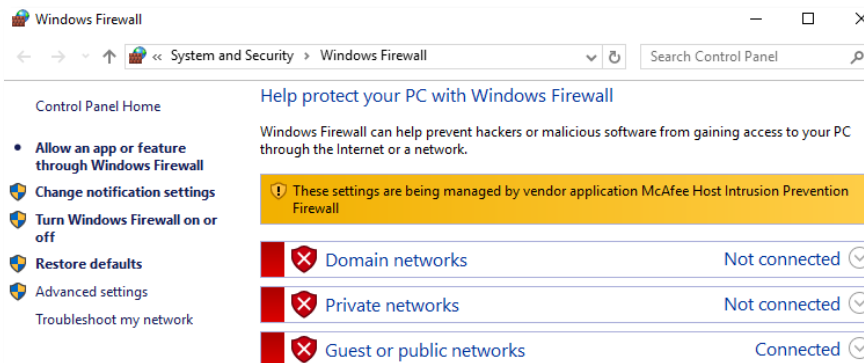 Windows Firewall
« System and Security › Windows Firewall
Search Control Panel
Control Panel Home
• Allow an app or feature
through Windows Firewall
Change notification settings
Turn Windows Firewall on or
off
Restore defaults
Advanced settings
Troubleshoot my network
Help protect your PC with Windows Firewall
Windows Firewall can help prevent hackers or malicious software from gaining access to your PC
through the Internet or a network.
These settings are being managed by vendor application McAfee Host Intrusion Prevention
Firewall
Domain networks Not connected
Private networks Not connected
Guest or public networks Connected